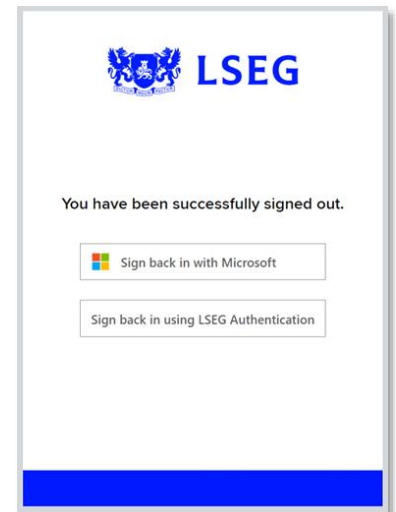 LSEG
You have been successfully signed out.
Sign back in with Microsoft
Sign back in using LSEG Authentication